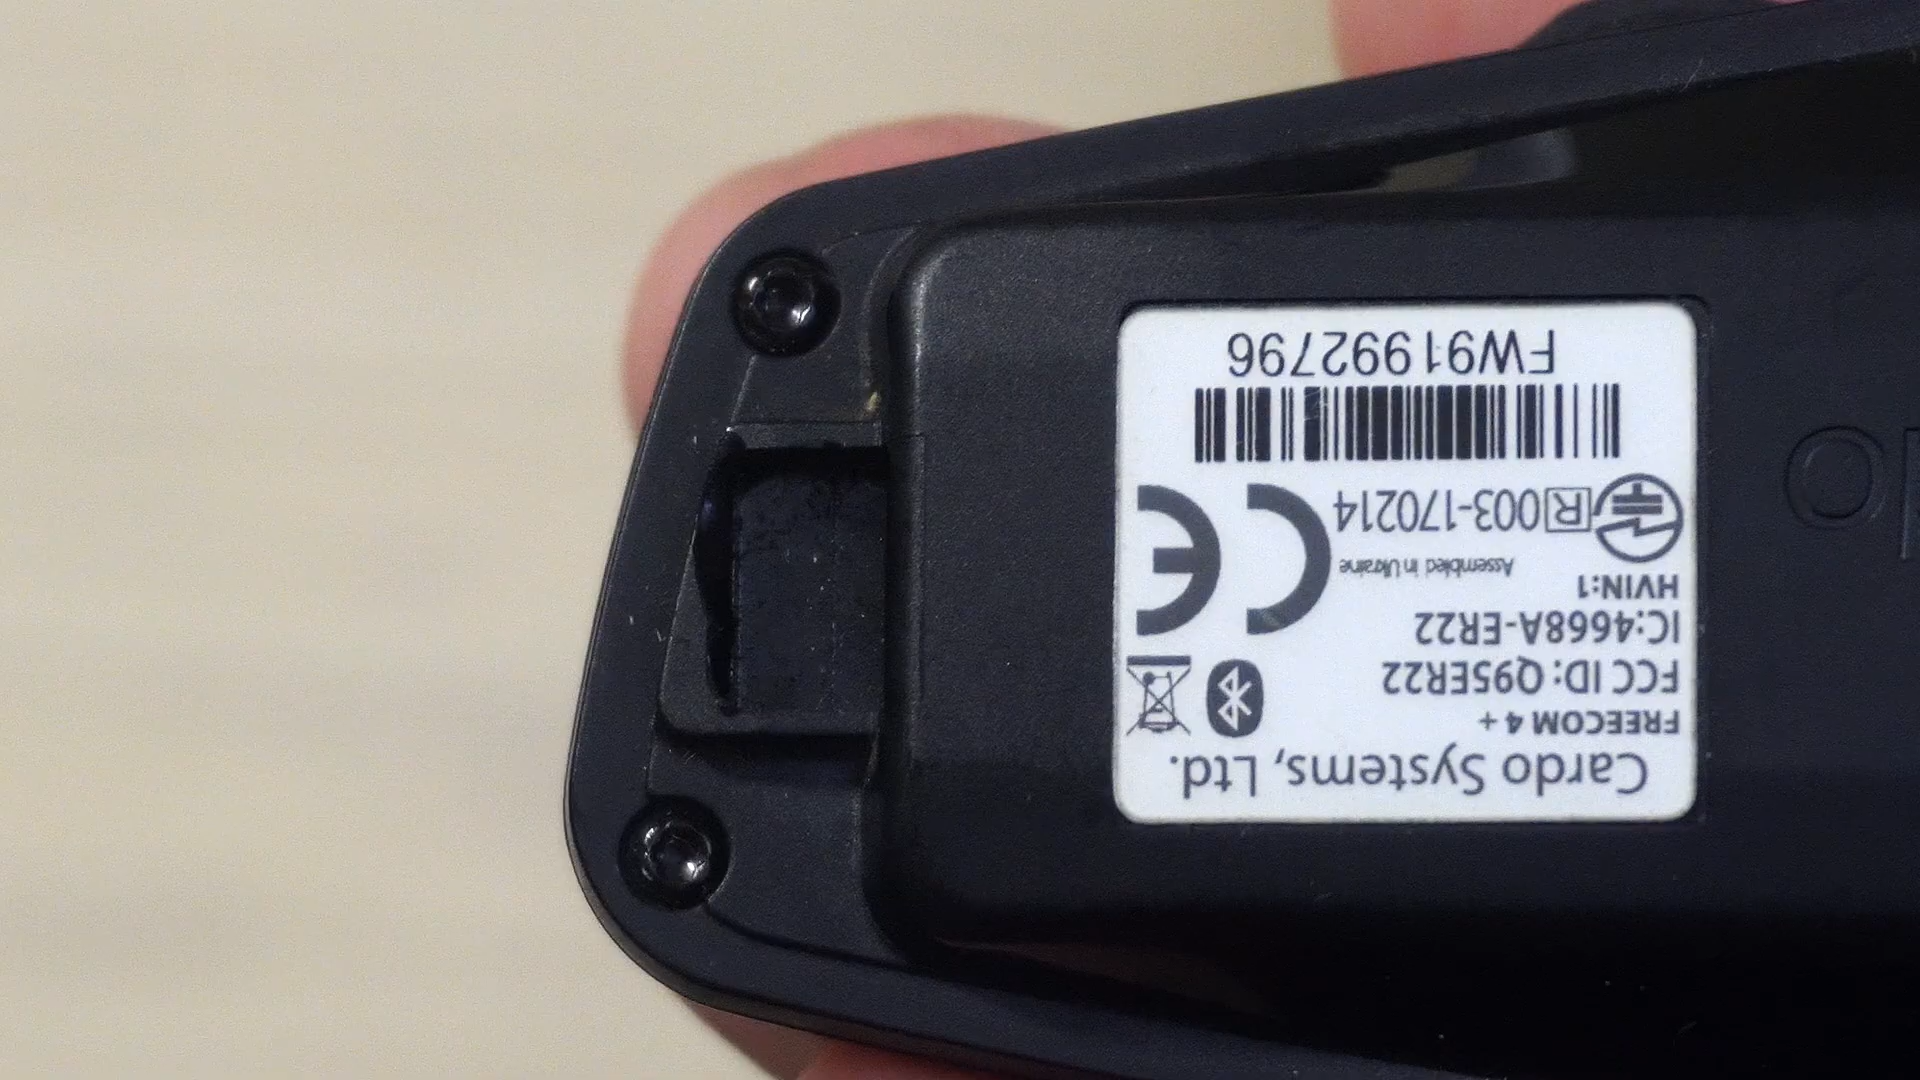 Cardo Systems, Ltd.
FREECOM 4 +
FCC ID: Q95ER22
IC:4668A-ER22
HVIN:1
Assembled in Ukraine
R 003-170214
CE
FW91992796